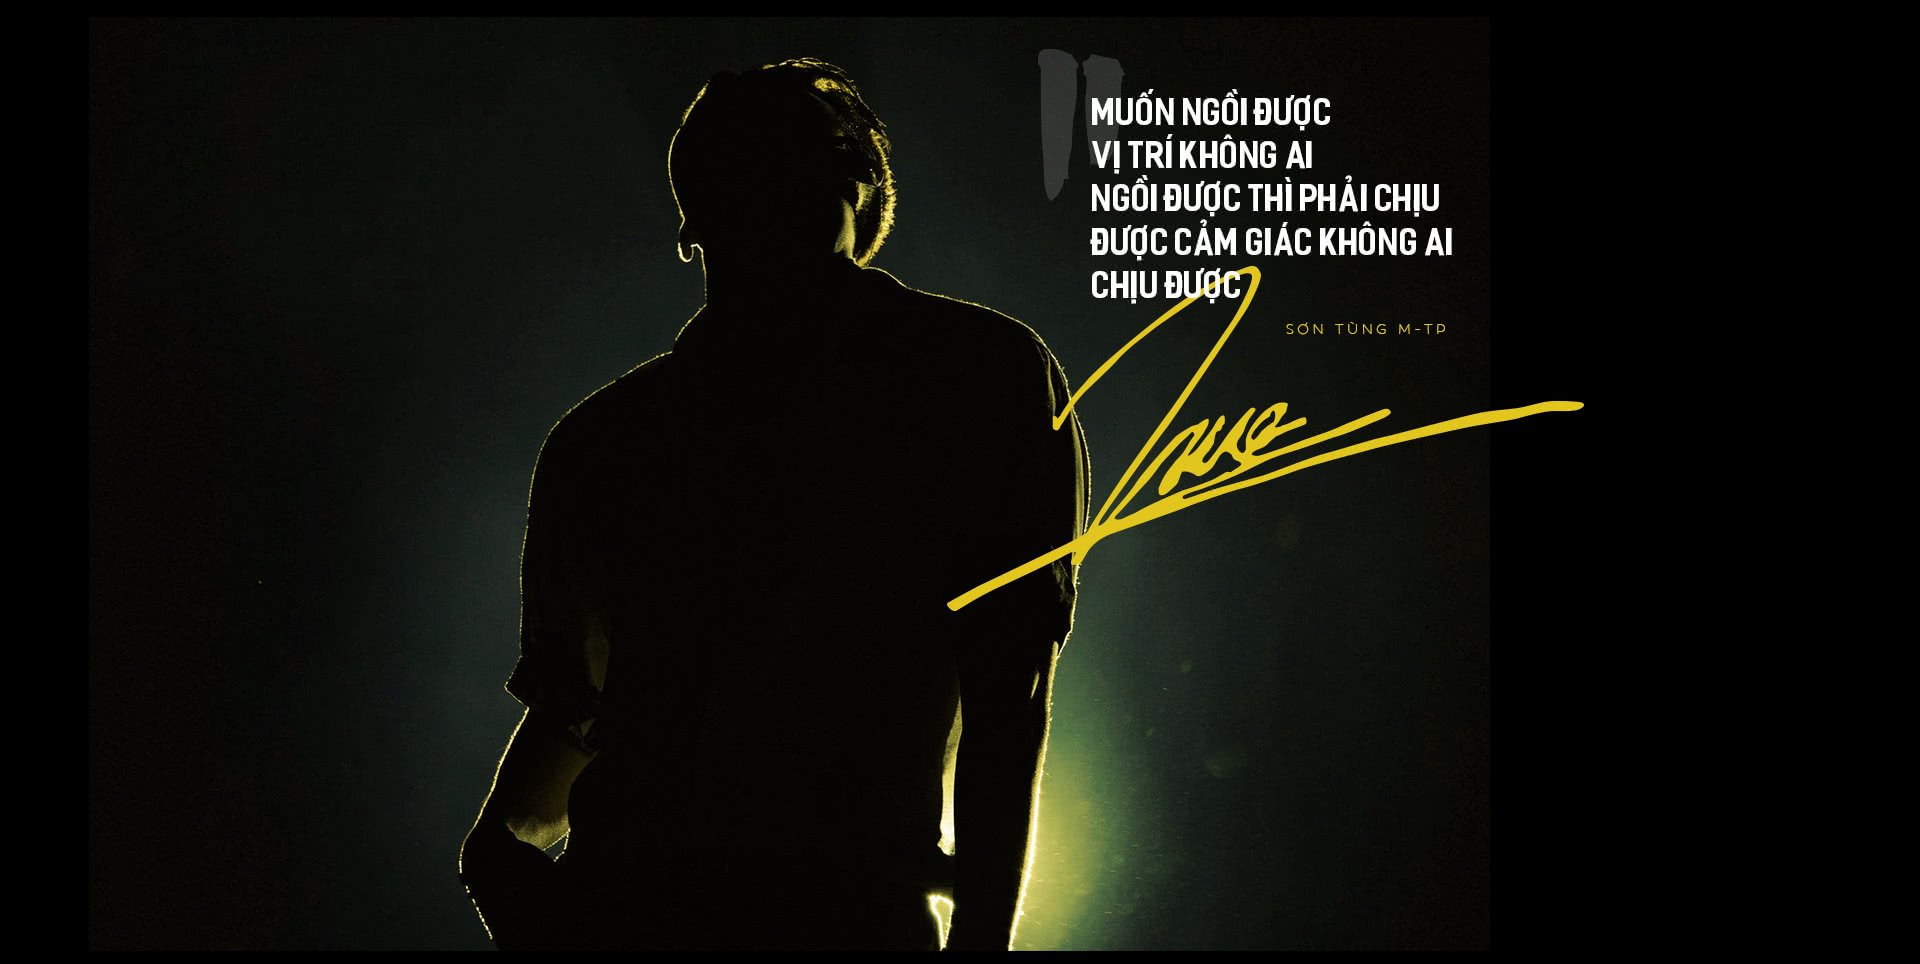 MUỐN NGỒI ĐƯỢC
VỊ TRÍ KHÔNG AI
NGỒI ĐƯỢC THÌ PHẢI CHỊU
ĐƯỢC CẢM GIÁC KHÔNG AI
CHỊU ĐƯỢC
SƠN TÙNG M-TP